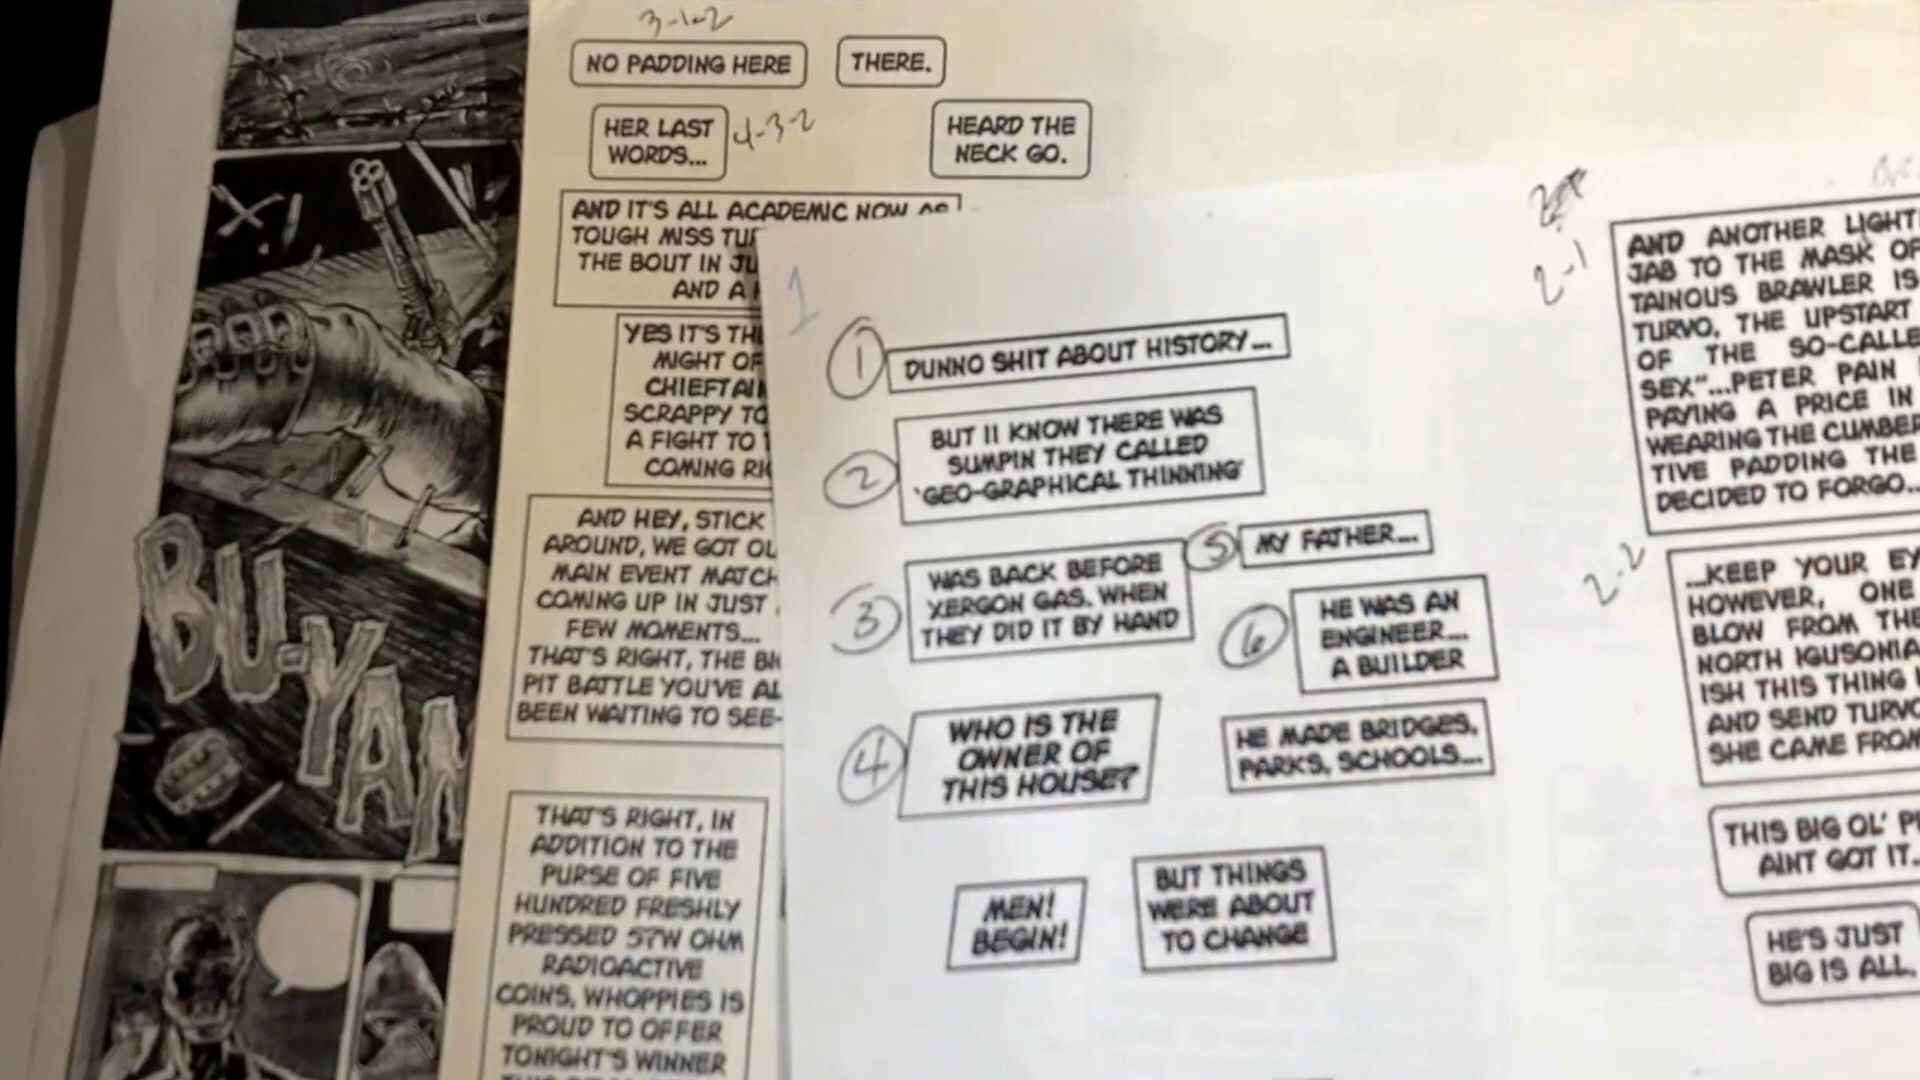 3-1-2
NO PADDING HERE
THERE.
HER LAST
WORDS...
4-3-2
HEARD THE
NECK GO.
AND IT'S ALL ACADEMIC NOW AS
TOUGH MISS
THE BOUT IN
AND A
YES IT'S
MIGHT OF
CHIEFTAIN
SCRAPPY
A FIGHT TO
COMING
AND HEY, STICK
AROUND, WE GOT
MAIN EVENT MATCH
COMING UP IN JUST
FEW MOMENTS...
THAT'S RIGHT, THE
PIT BATTLE YOU'VE
BEEN WAITING TO SEE-
THAT'S RIGHT, IN
ADDITION TO THE
PURSE OF FIVE
HUNDRED FRESHLY
PRESSED 57W OHM
RADIOACTIVE
COINS, WHOPPIES IS
PROUD TO OFFER
TONIGHT'S WINNER
BU-YAM
1
1
DUNNO SHIT ABOUT HISTORY...
2
BUT II KNOW THERE WAS
SUMPIN THEY CALLED
'GEO-GRAPHICAL THINNING'
3
WAS BACK BEFORE
XERGON GAS. WHEN
THEY DID IT BY HAND
4
WHO IS THE
OWNER OF
THIS HOUSE?
5
MY FATHER...
6
HE WAS AN
ENGINEER...
A BUILDER
HE MADE BRIDGES,
PARKS, SCHOOLS...
MEN!
BEGIN!
BUT THINGS
WERE ABOUT
TO CHANGE
2-1
AND ANOTHER LIGHT
JAB TO THE MASK OF
TAINOUS BRAWLER IS
TURVO, THE UPSTART
OF THE SO-CALLE
SEX"...PETER PAIN
PAYING A PRICE IN
WEARING THE CUMBER
TIVE PADDING THE
DECIDED TO FORGO...
2-2
...KEEP YOUR EY
HOWEVER, ONE
BLOW FROM THE
NORTH IGUSONIA
ISH THIS THING
AND SEND TURVO
SHE CAME FROM
THIS BIG OL' P
AINT GOT IT..
HE'S JUST
BIG IS ALL.